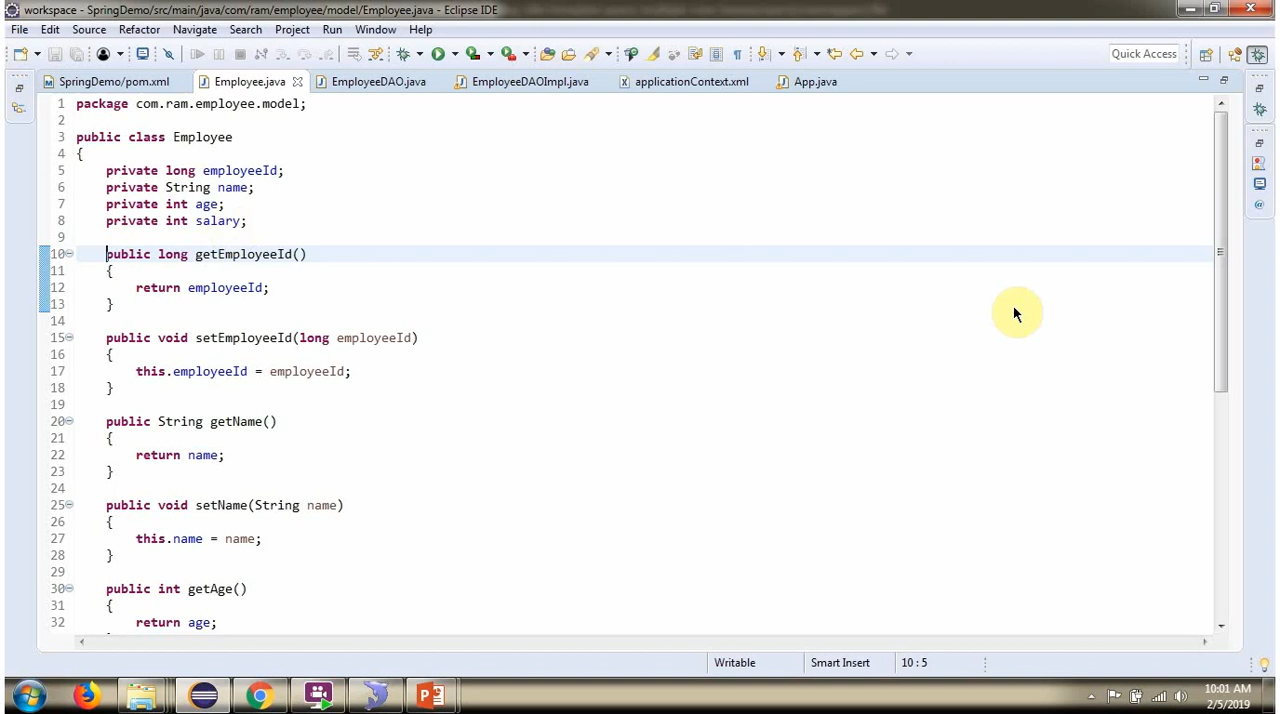 workspace - SpringDemo/src/main/java/com/ram/employee/model/Employee.java - Eclipse IDE
File Edit Source Refactor Navigate Search Project Run Window Help
Quick Access
SpringDemo/pom.xml Employee.java EmployeeDAO.java EmployeeDAOImpl.java applicationContext.xml App.java
1 package com.ram.employee.model;
2
3 public class Employee
4 {
5 private long employeeId;
6 private String name;
7 private int age;
8 private int salary;
9
10 public long getEmployeeId()
11 {
12 return employeeId;
13 }
14
15 public void setEmployeeId(long employeeId)
16 {
17 this.employeeId = employeeId;
18 }
19
20 public String getName()
21 {
22 return name;
23 }
24
25 public void setName(String name)
26 {
27 this.name = name;
28 }
29
30 public int getAge()
31 {
32 return age;
Writable Smart Insert 10 : 5
10:01 AM
2/5/2019